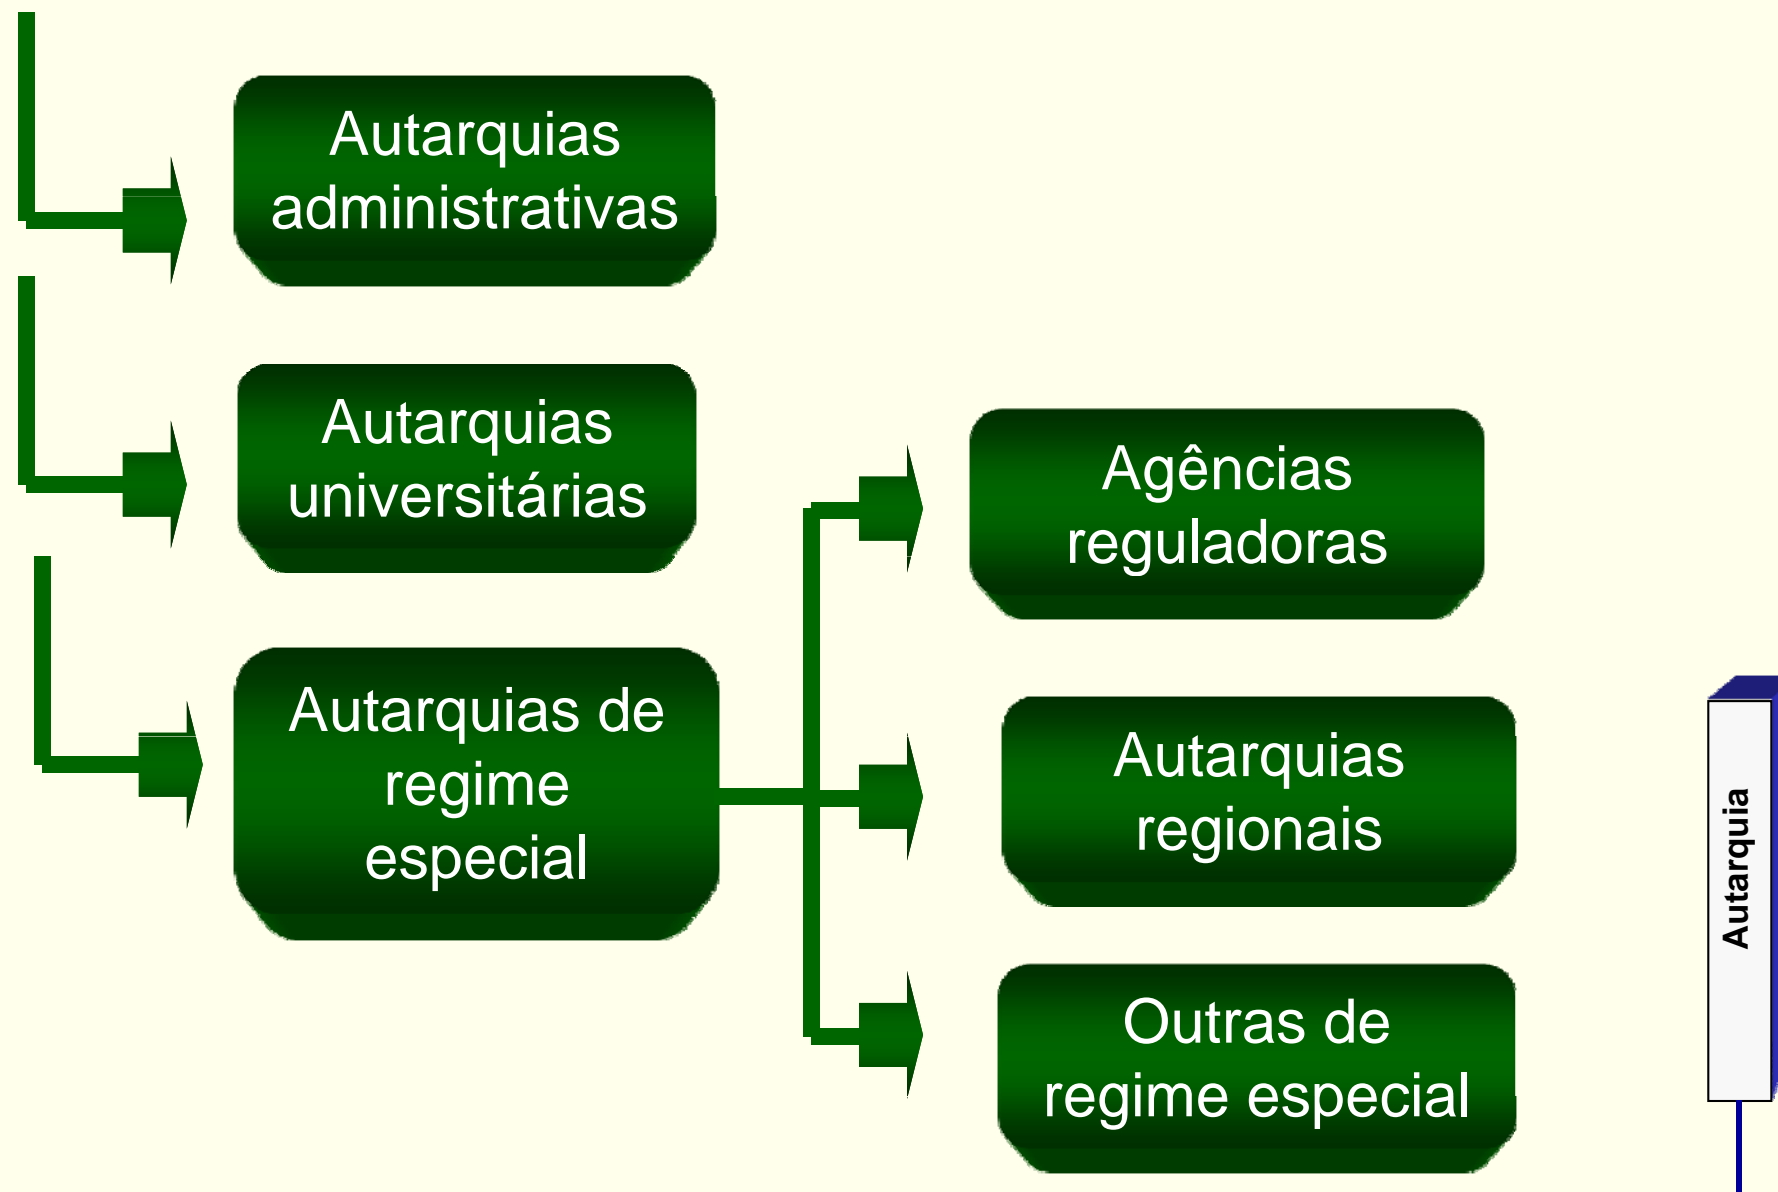 Autarquias
administrativas
Autarquias
universitárias
Autarquias de
regime
especial
Agências
reguladoras
Autarquias
regionais
Outras de
regime especial
Autarquia